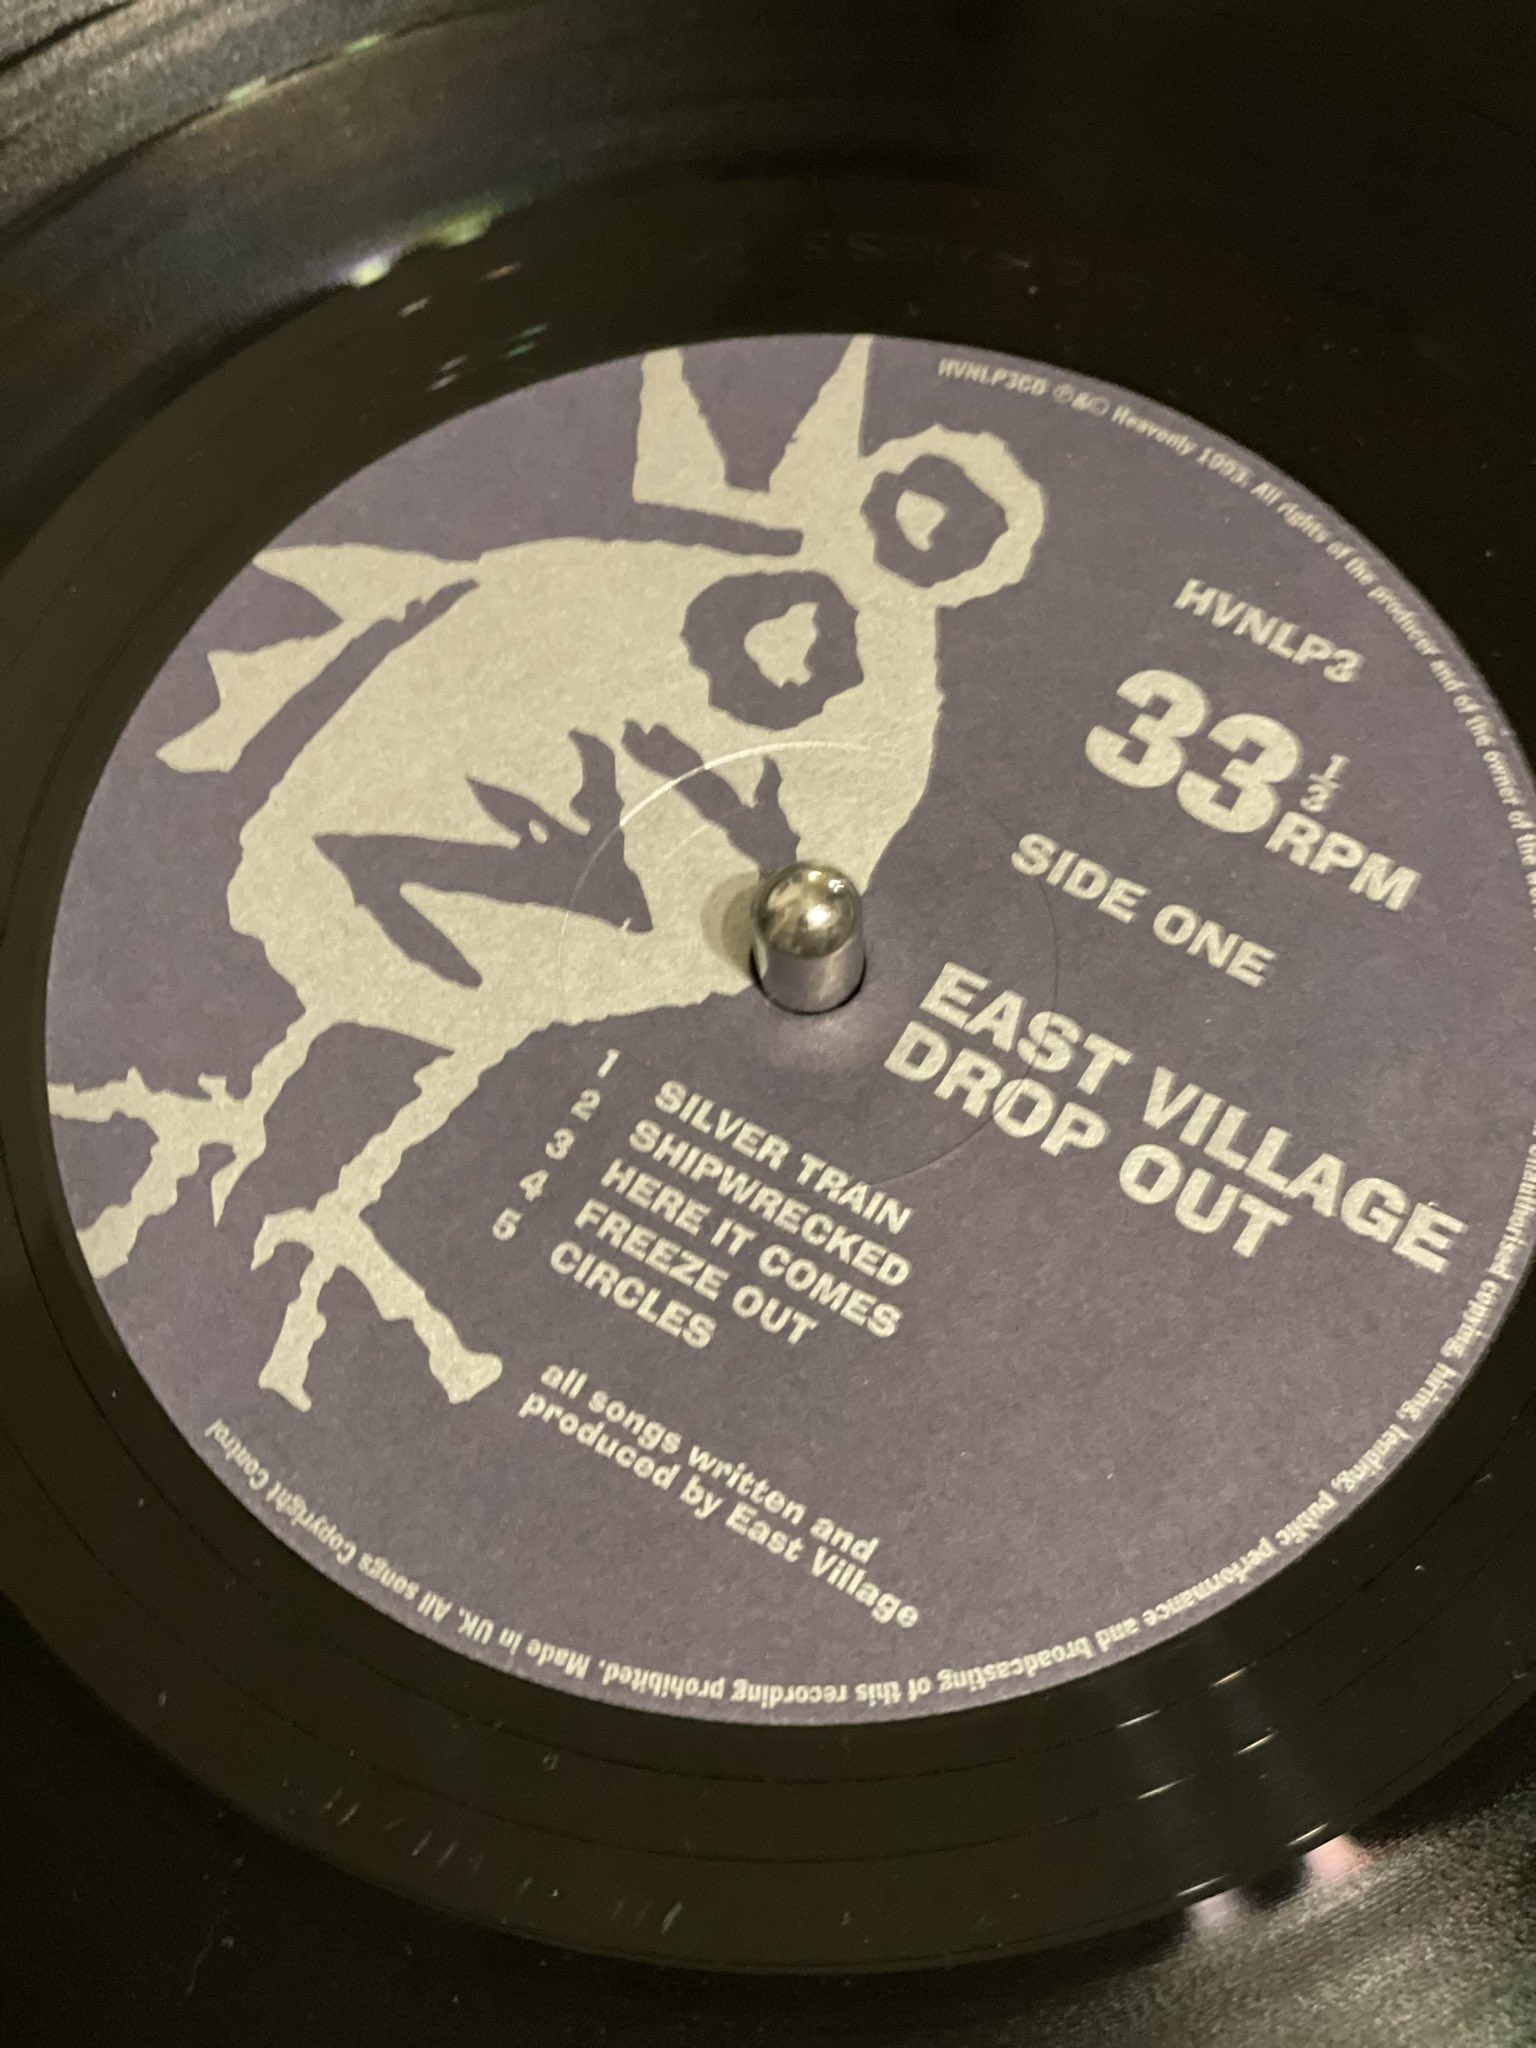 HVNLP3
33 1/3 RPM
SIDE ONE
EAST VILLAGE
DROP OUT
1 SILVER TRAIN
2 SHIPWRECKED
3 HERE IT COMES
4 FREEZE OUT
5 CIRCLES
all songs written and
produced by East Village
HVNLP3CD ℗&© Heavenly 1993. All rights of the producer and of the owner of the unauthorised copying, hiring, lending, public performance and broadcasting of this recording prohibited. Made in UK. All songs Copyright Control